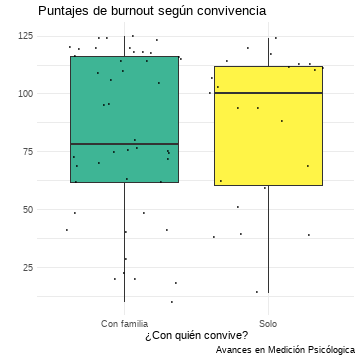 Puntajes de burnout según convivencia
125
100
75
50
25
Con familia
Solo
¿Con quién convive?
Avances en Medición Psicólogica